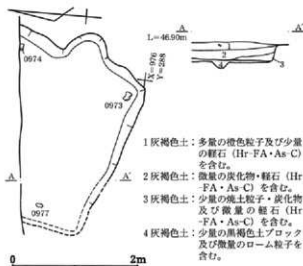 A
A'
L=46.90m
1
2
4
3
X=976
Y=288
0974
0973
A
A'
0977
0
2m
1 灰褐色土：多量の橙色粒子及び少量
の軽石（Hr-FA・As-C）
を含む。
2 灰褐色土：微量の炭化物・軽石（Hr
-FA・As-C）を含む。
3 灰褐色土：少量の焼土粒子・炭化物
及び微量の軽石（Hr
-FA・As-C）を含む。
4 灰褐色土：少量の黒褐色土ブロック
及び微量のローム粒子を
含む。